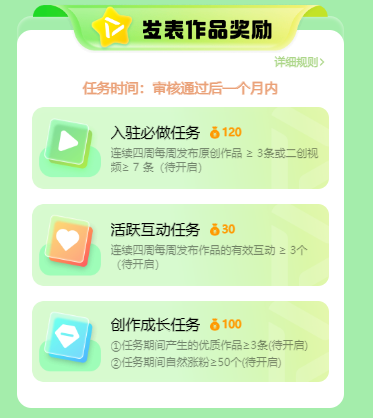 发表作品奖励
详细规则>
任务时间：审核通过后一个月内
入驻必做任务 120
连续四周每周发布原创作品 ≥ 3条或二创视
频≥ 7 条（待开启）
活跃互动任务 30
连续四周每周发布作品的有效互动 ≥ 3个
（待开启）
创作成长任务 100
①任务期间产生的优质作品≥3条(待开启)
②任务期间自然涨粉≥50个(待开启)